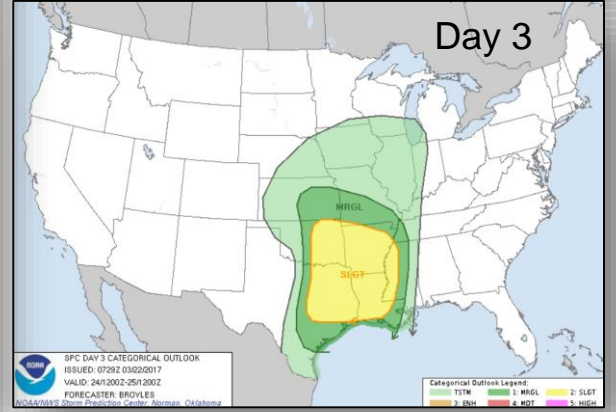 Day 3
MRGL
SLGT
NOAA
SPC DAY 3 CATEGORICAL OUTLOOK
ISSUED: 0729Z 03/22/2017
VALID: 24/1200Z-25/1200Z
FORECASTER: BROYLES
NOAA/NWS Storm Prediction Center, Norman, Oklahoma
Categorical Outlook Legend:
TSTM 1: MRGL 2: SLGT
3: ENH 4: MDT 5: HIGH